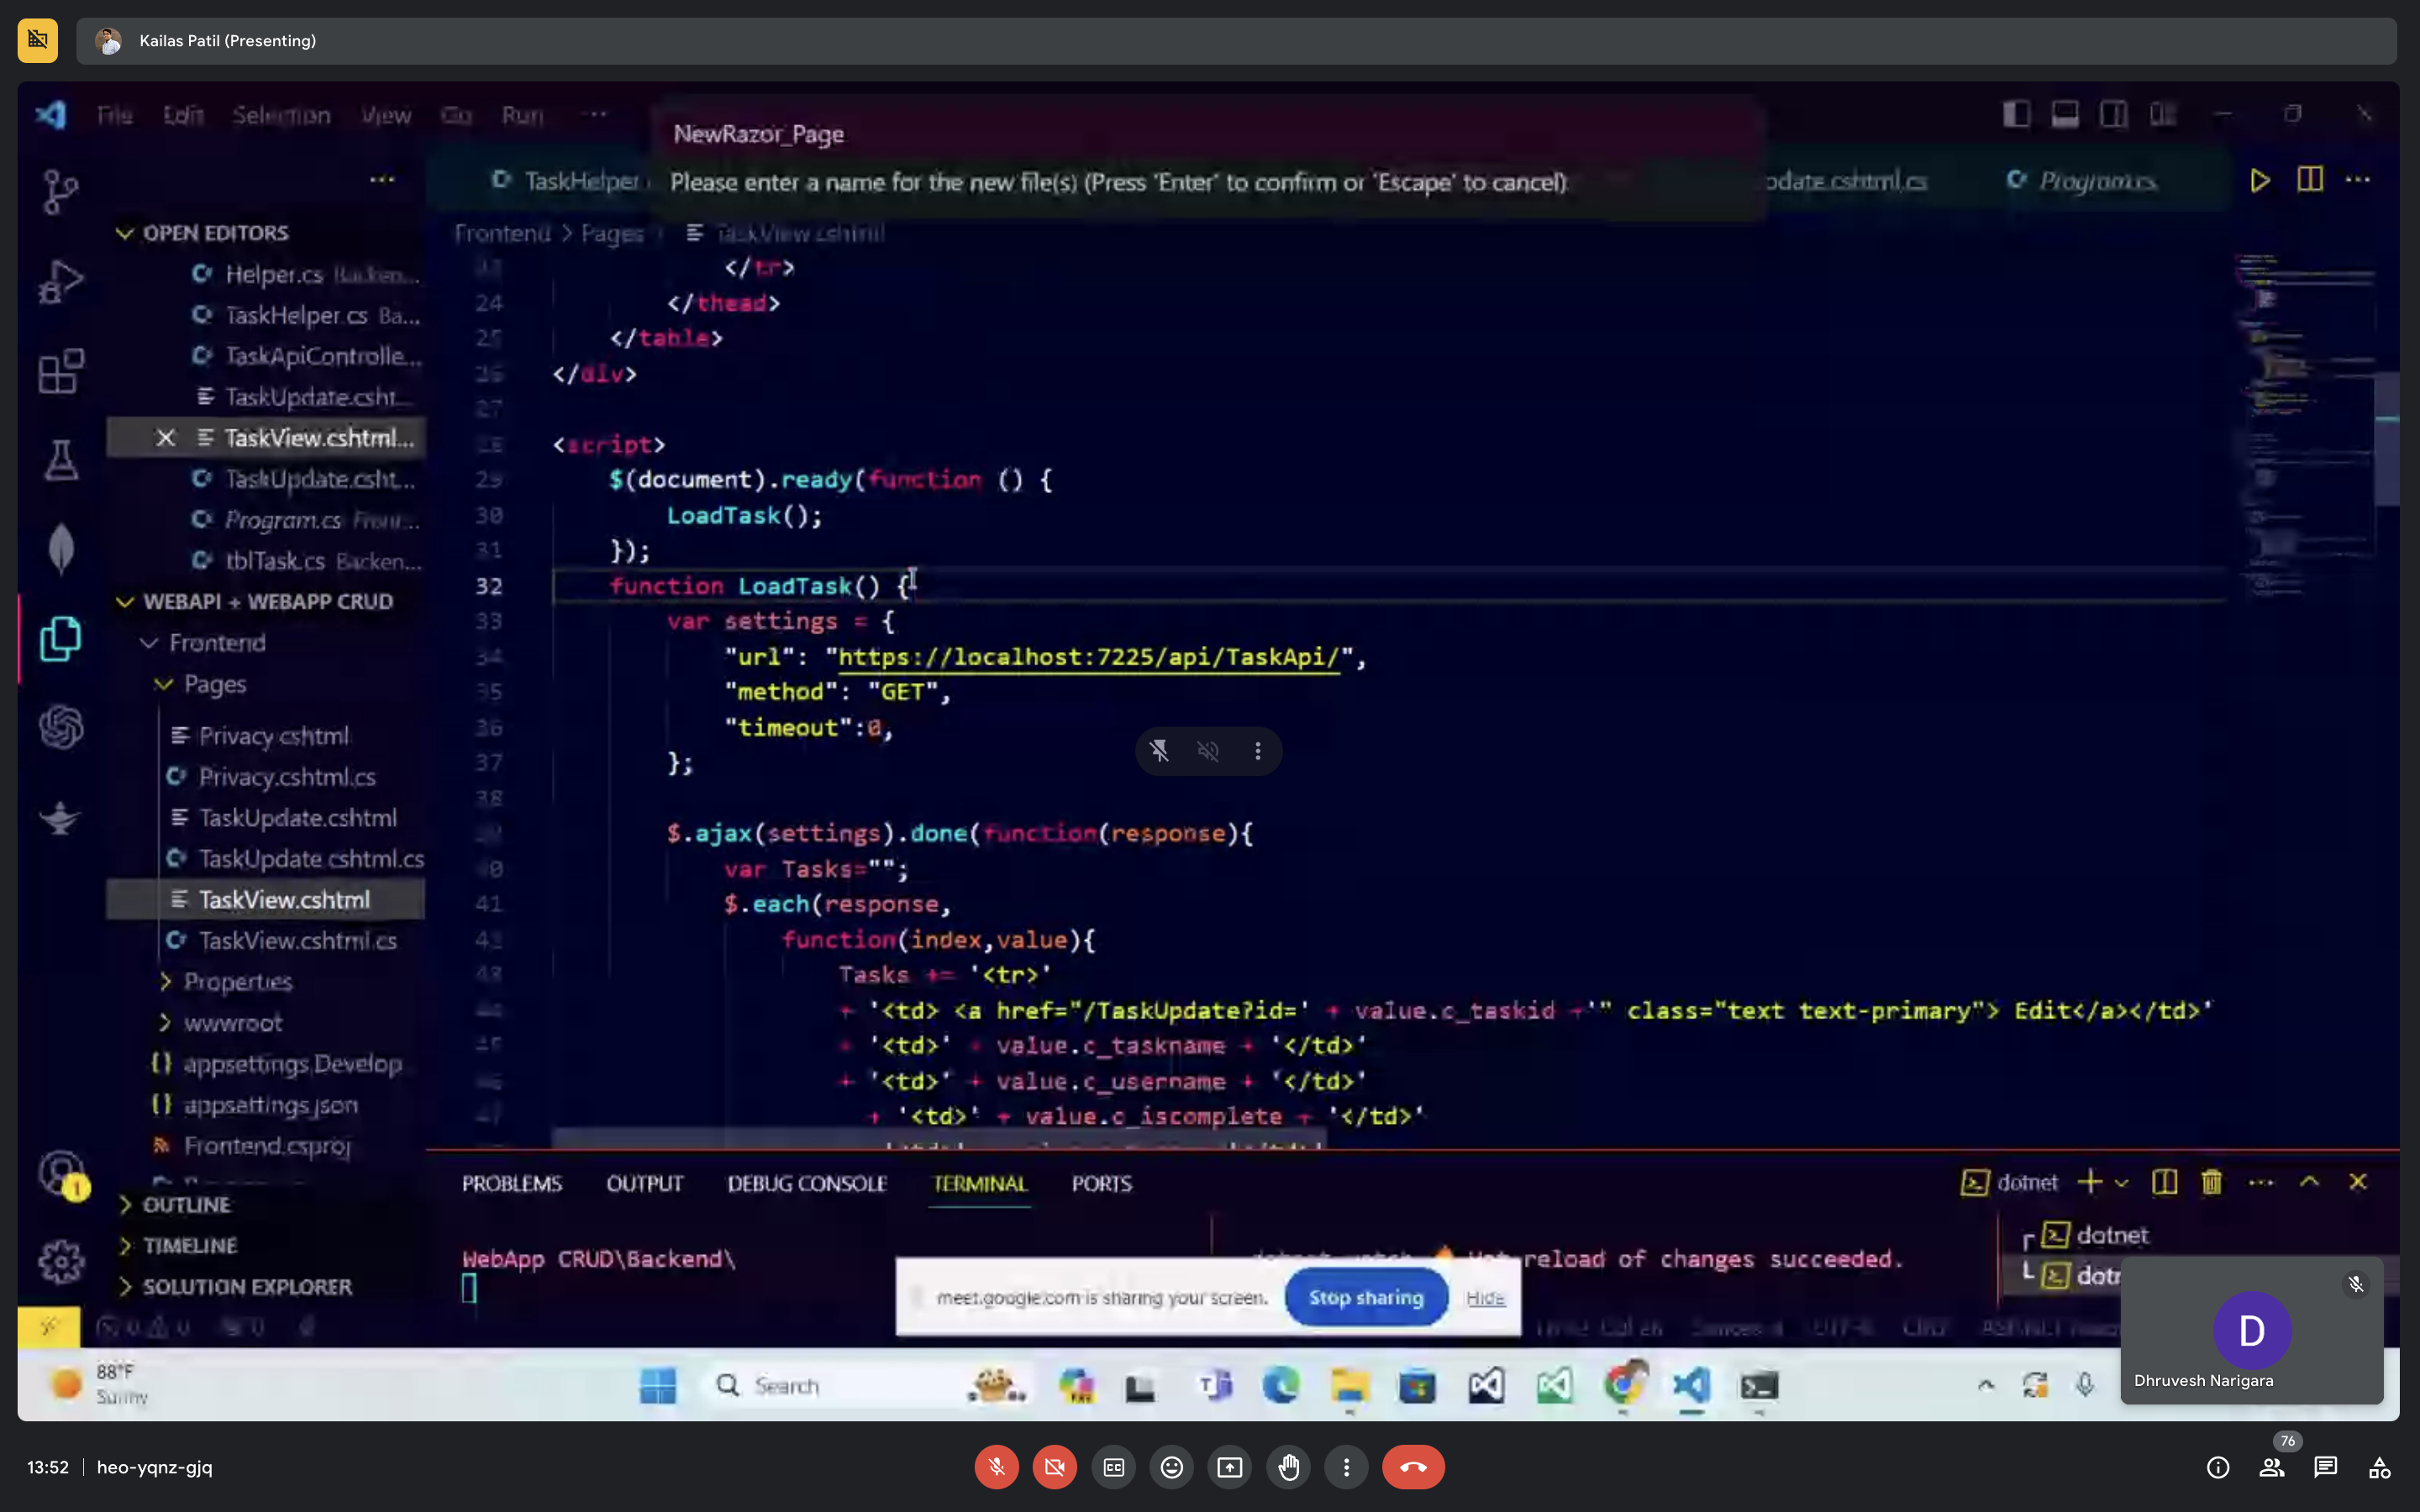 Kailas Patil (Presenting)
File Edit Selection View Go Run ...
NewRazor_Page
Please enter a name for the new file(s) (Press 'Enter' to confirm or 'Escape' to cancel)
TaskHelper
pdate.cshtml.cs
Program.cs
Frontend > Pages > TaskView.cshtml
OPEN EDITORS
Helper.cs Backen...
TaskHelper.cs Ba...
TaskApiControlle...
TaskUpdate.csht...
TaskView.cshtml...
TaskUpdate.csht...
Program.cs Front...
tblTask.cs Backen...
WEBAPI + WEBAPP CRUD
Frontend
Pages
Privacy.cshtml
Privacy.cshtml.cs
TaskUpdate.cshtml
TaskUpdate.cshtml.cs
TaskView.cshtml
TaskView.cshtml.cs
Properties
wwwroot
{} appsettings.Develop
{} appsettings.json
Frontend.csproj
OUTLINE
TIMELINE
SOLUTION EXPLORER
23 </tr>
24 </thead>
25 </table>
26 </div>
27
28 <script>
29 $(document).ready(function () {
30 LoadTask();
31 });
32 function LoadTask() {
33 var settings = {
34 "url": "https://localhost:7225/api/TaskApi/",
35 "method": "GET",
36 "timeout":0,
37 };
38
39 $.ajax(settings).done(function(response){
40 var Tasks="";
41 $.each(response,
42 function(index,value){
43 Tasks += '<tr>'
44 + '<td> <a href="/TaskUpdate?id=' + value.c_taskid +'" class="text text-primary"> Edit</a></td>'
45 + '<td>' + value.c_taskname + '</td>'
46 + '<td>' + value.c_username + '</td>'
47 + '<td>' + value.c_iscomplete + '</td>'
PROBLEMS OUTPUT DEBUG CONSOLE TERMINAL PORTS
dotnet
WebApp CRUD\Backend\
reload of changes succeeded.
dotnet
dotn
meet.google.com is sharing your screen. Stop sharing Hide
1
88°F
Sunny
Search
D
Dhruvesh Narigara
13:52 | heo-yqnz-gjq
CC
76